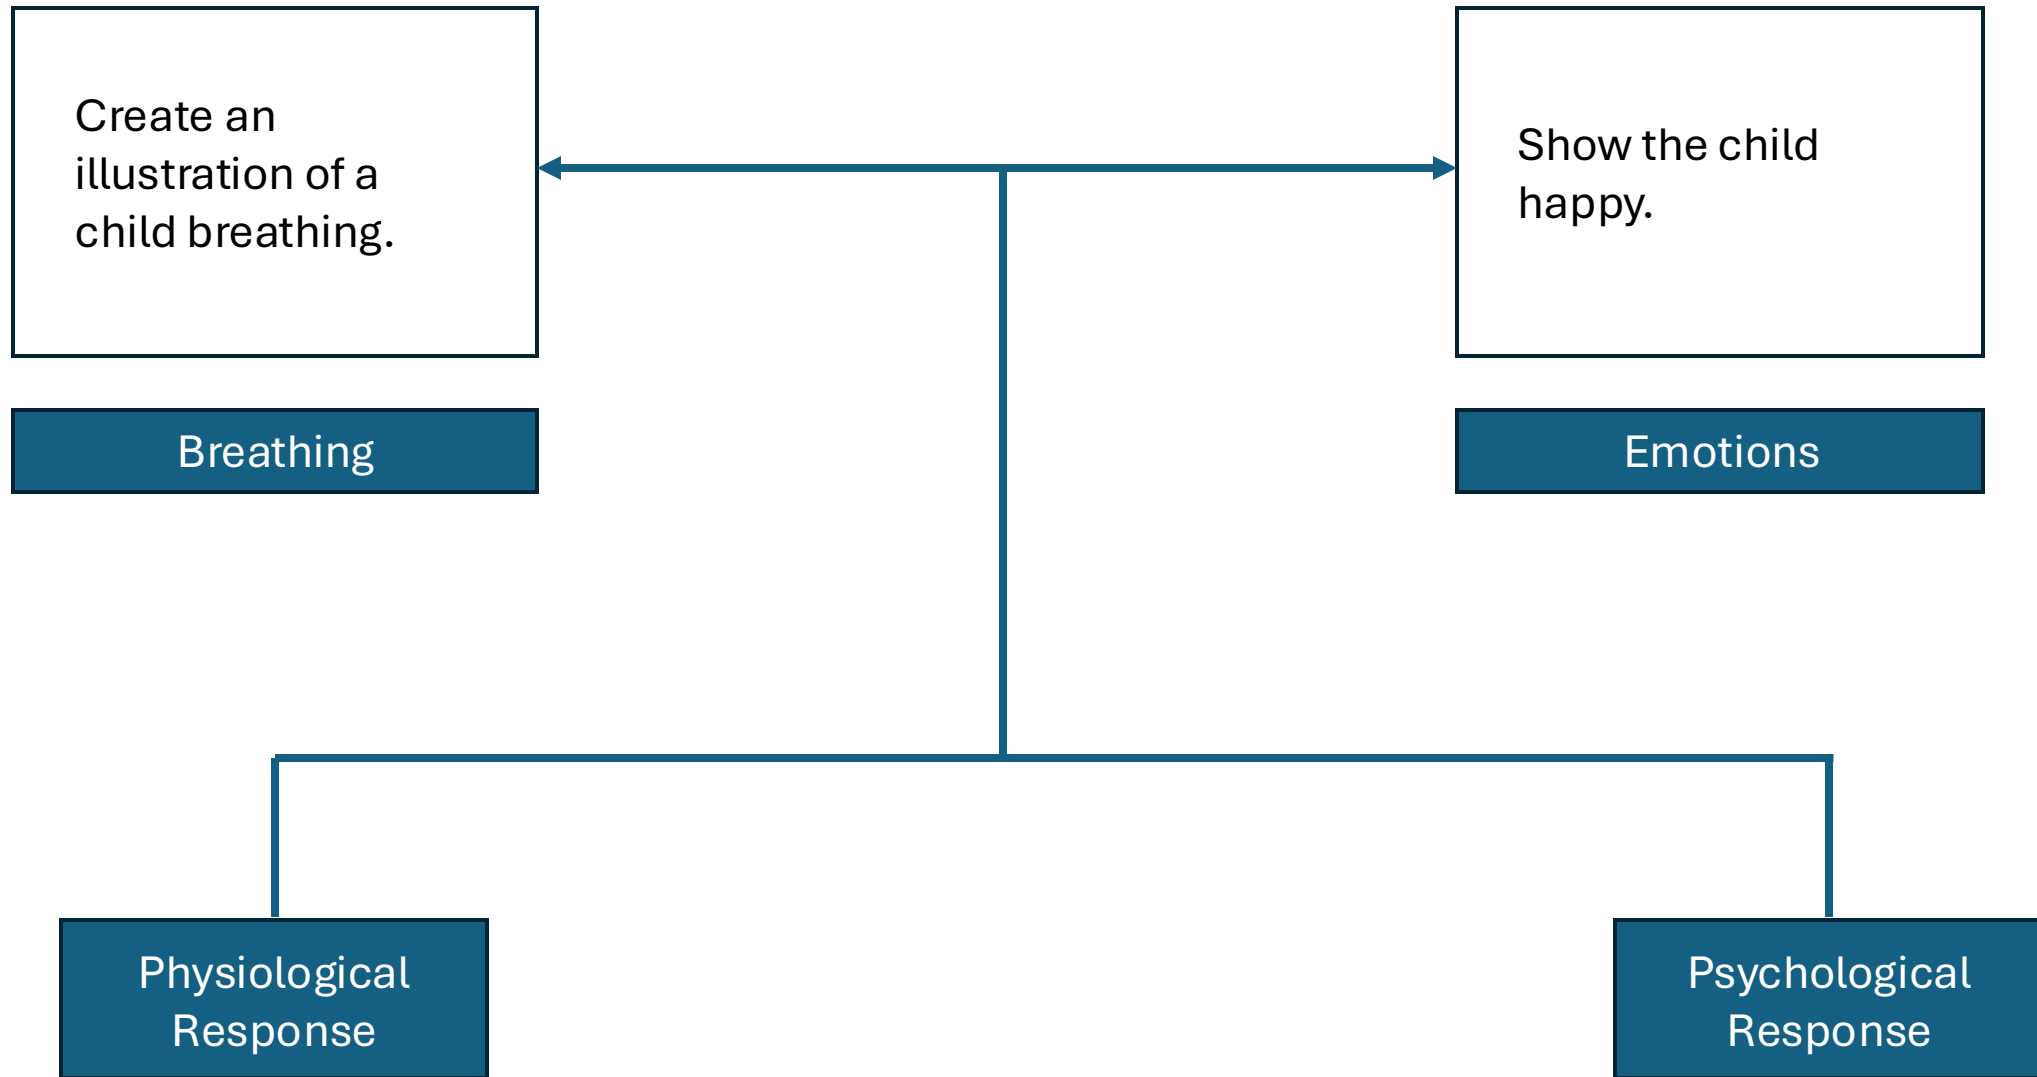 Create an
illustration of a
child breathing.
Show the child
happy.
Breathing
Emotions
Physiological
Response
Psychological
Response